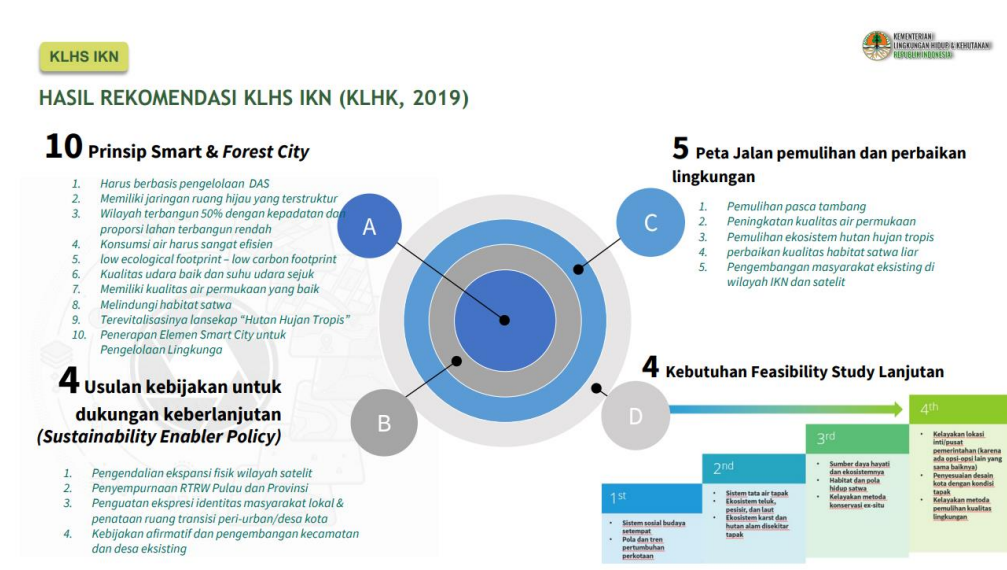 KLHS IKN
KEMENTERIAN
LINGKUNGAN HIDUP & KEHUTANAN
REPUBLIK INDONESIA
HASIL REKOMENDASI KLHS IKN (KLHK, 2019)
10 Prinsip Smart & Forest City
1. Harus berbasis pengelolaan DAS
2. Memiliki jaringan ruang hijau yang terstruktur
3. Wilayah terbangun 50% dengan kepadatan dan
proporsi lahan terbangun rendah
4. Konsumsi air harus sangat efisien
5. low ecological footprint – low carbon footprint
6. Kualitas udara baik dan suhu udara sejuk
7. Memiliki kualitas air permukaan yang baik
8. Melindungi habitat satwa
9. Terevitalisasinya lansekap “Hutan Hujan Tropis”
10. Penerapan Elemen Smart City untuk
Pengelolaan Lingkunga
4 Usulan kebijakan untuk
dukungan keberlanjutan
(Sustainability Enabler Policy)
1. Pengendalian ekspansi fisik wilayah satelit
2. Penyempurnaan RTRW Pulau dan Provinsi
3. Penguatan ekspresi identitas masyarakat lokal &
penataan ruang transisi peri-urban/desa kota
4. Kebijakan afirmatif dan pengembangan kecamatan
dan desa eksisting
A
B
C
D
5 Peta Jalan pemulihan dan perbaikan
lingkungan
1. Pemulihan pasca tambang
2. Peningkatan kualitas air permukaan
3. Pemulihan ekosistem hutan hujan tropis
4. perbaikan kualitas habitat satwa liar
5. Pengembangan masyarakat eksisting di
wilayah IKN dan satelit
4 Kebutuhan Feasibility Study Lanjutan
1st
• Sistem sosial budaya
setempat
• Pola dan tren
pertumbuhan
perkotaan
2nd
• Sistem tata air tapak
• Ekosistem teluk,
pesisir, dan laut
• Ekosistem karst dan
hutan alam disekitar
tapak
3rd
• Sumber daya hayati
dan ekosistemnya
• Habitat dan pola
hidup satwa
• Kelayakan metoda
konservasi ex-situ
4th
• Kelayakan lokasi
inti/pusat
pemerintahan (karena
ada opsi-opsi lain yang
sama baiknya)
• Penyesuaian desain
kota dengan kondisi
tapak
• Kelayakan metoda
pemulihan kualitas
lingkungan